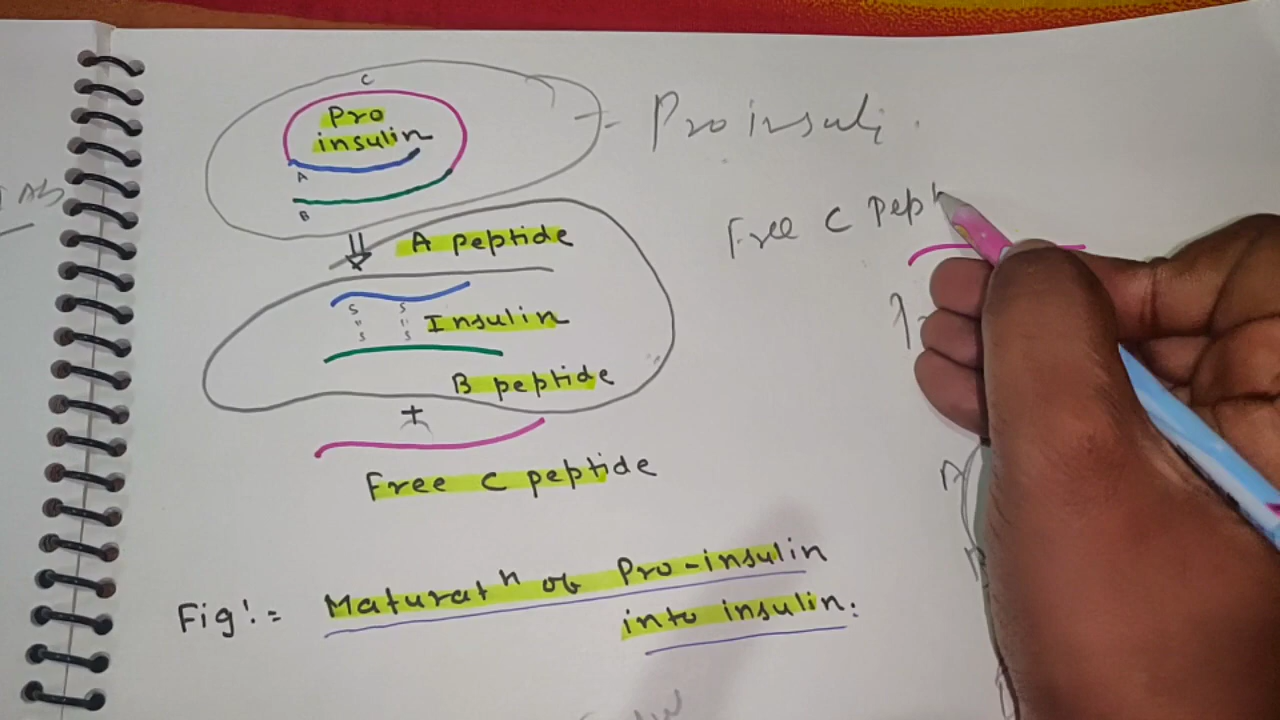 C
Pro
insulin
A
B
Proinsuli
Free C pept
A peptide
S S
" "
S S
Insulin
B peptide
+
Free C peptide
Fig:= Maturatⁿ of Pro-insulin
into insulin: